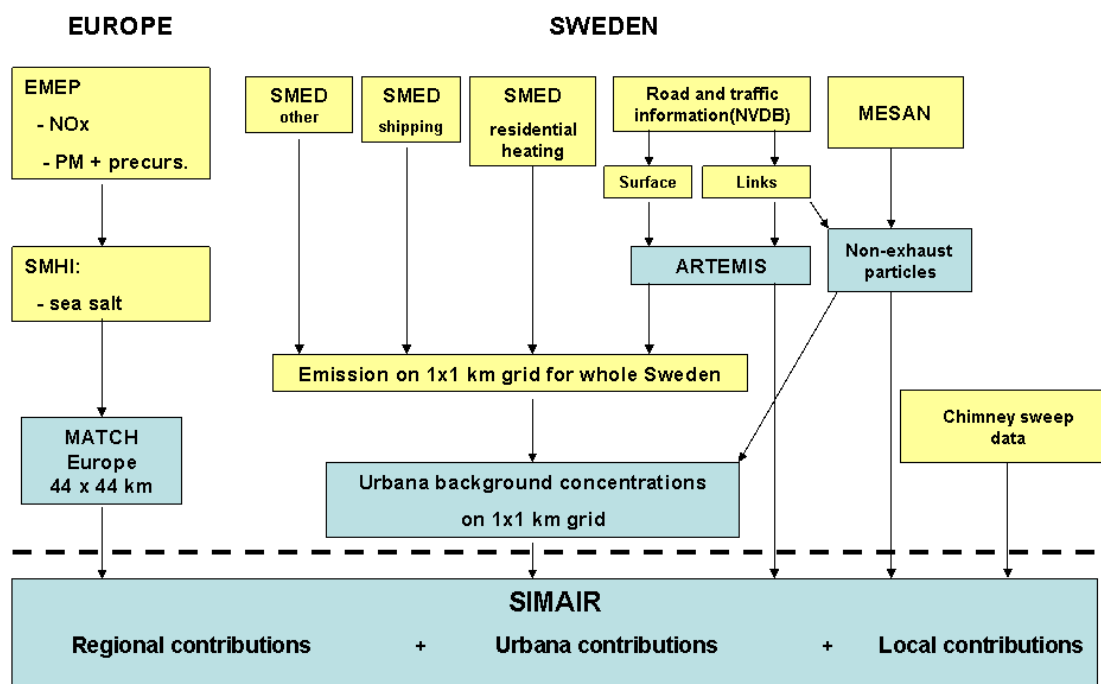 EUROPE
SWEDEN
EMEP
- NOx
- PM + precurs.
SMED
other
SMED
shipping
SMED
residential
heating
Road and traffic
information(NVDB)
MESAN
Surface
Links
SMHI:
- sea salt
ARTEMIS
Non-exhaust
particles
Emission on 1x1 km grid for whole Sweden
Chimney sweep
data
MATCH
Europe
44 x 44 km
Urbana background concentrations
on 1x1 km grid
SIMAIR
Regional contributions + Urbana contributions + Local contributions